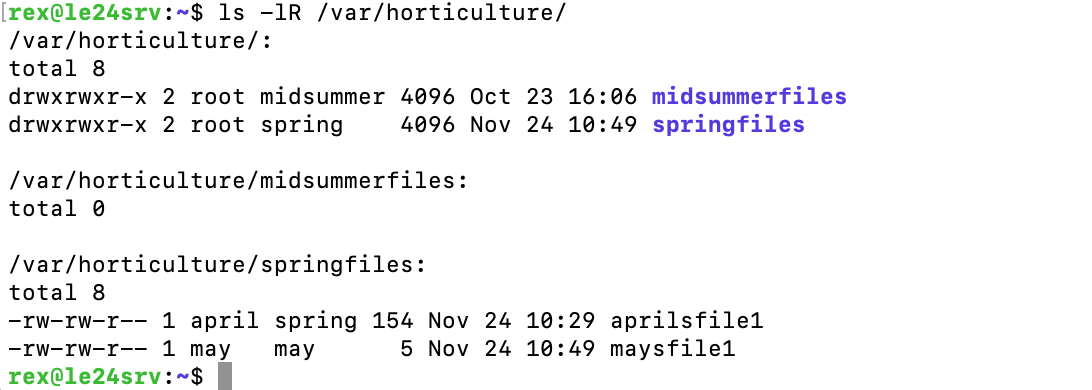 rex@le24srv:~$ ls -lR /var/horticulture/
/var/horticulture/:
total 8
drwxrwxr-x 2 root midsummer 4096 Oct 23 16:06 midsummerfiles
drwxrwxr-x 2 root spring    4096 Nov 24 10:49 springfiles

/var/horticulture/midsummerfiles:
total 0

/var/horticulture/springfiles:
total 8
-rw-rw-r-- 1 april spring 154 Nov 24 10:29 aprilsfile1
-rw-rw-r-- 1 may   may      5 Nov 24 10:49 maysfile1
rex@le24srv:~$